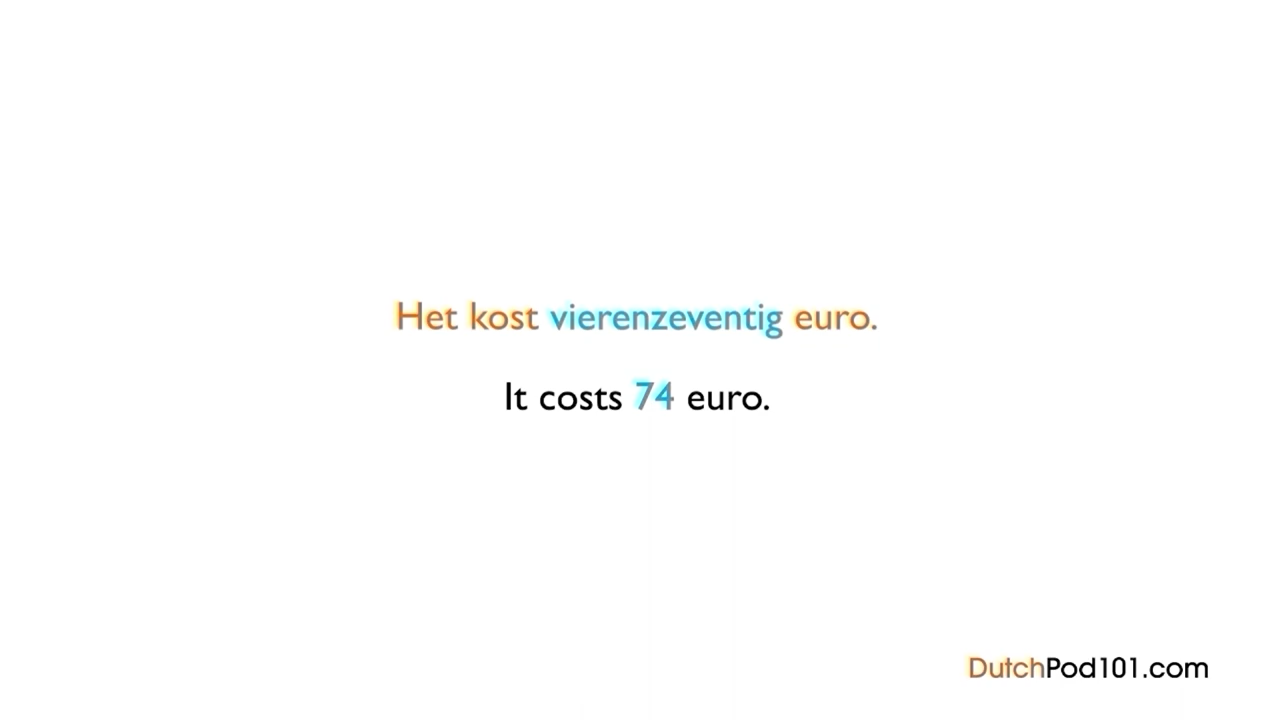 Het kost vierenzeventig euro.
It costs 74 euro.
DutchPod101.com